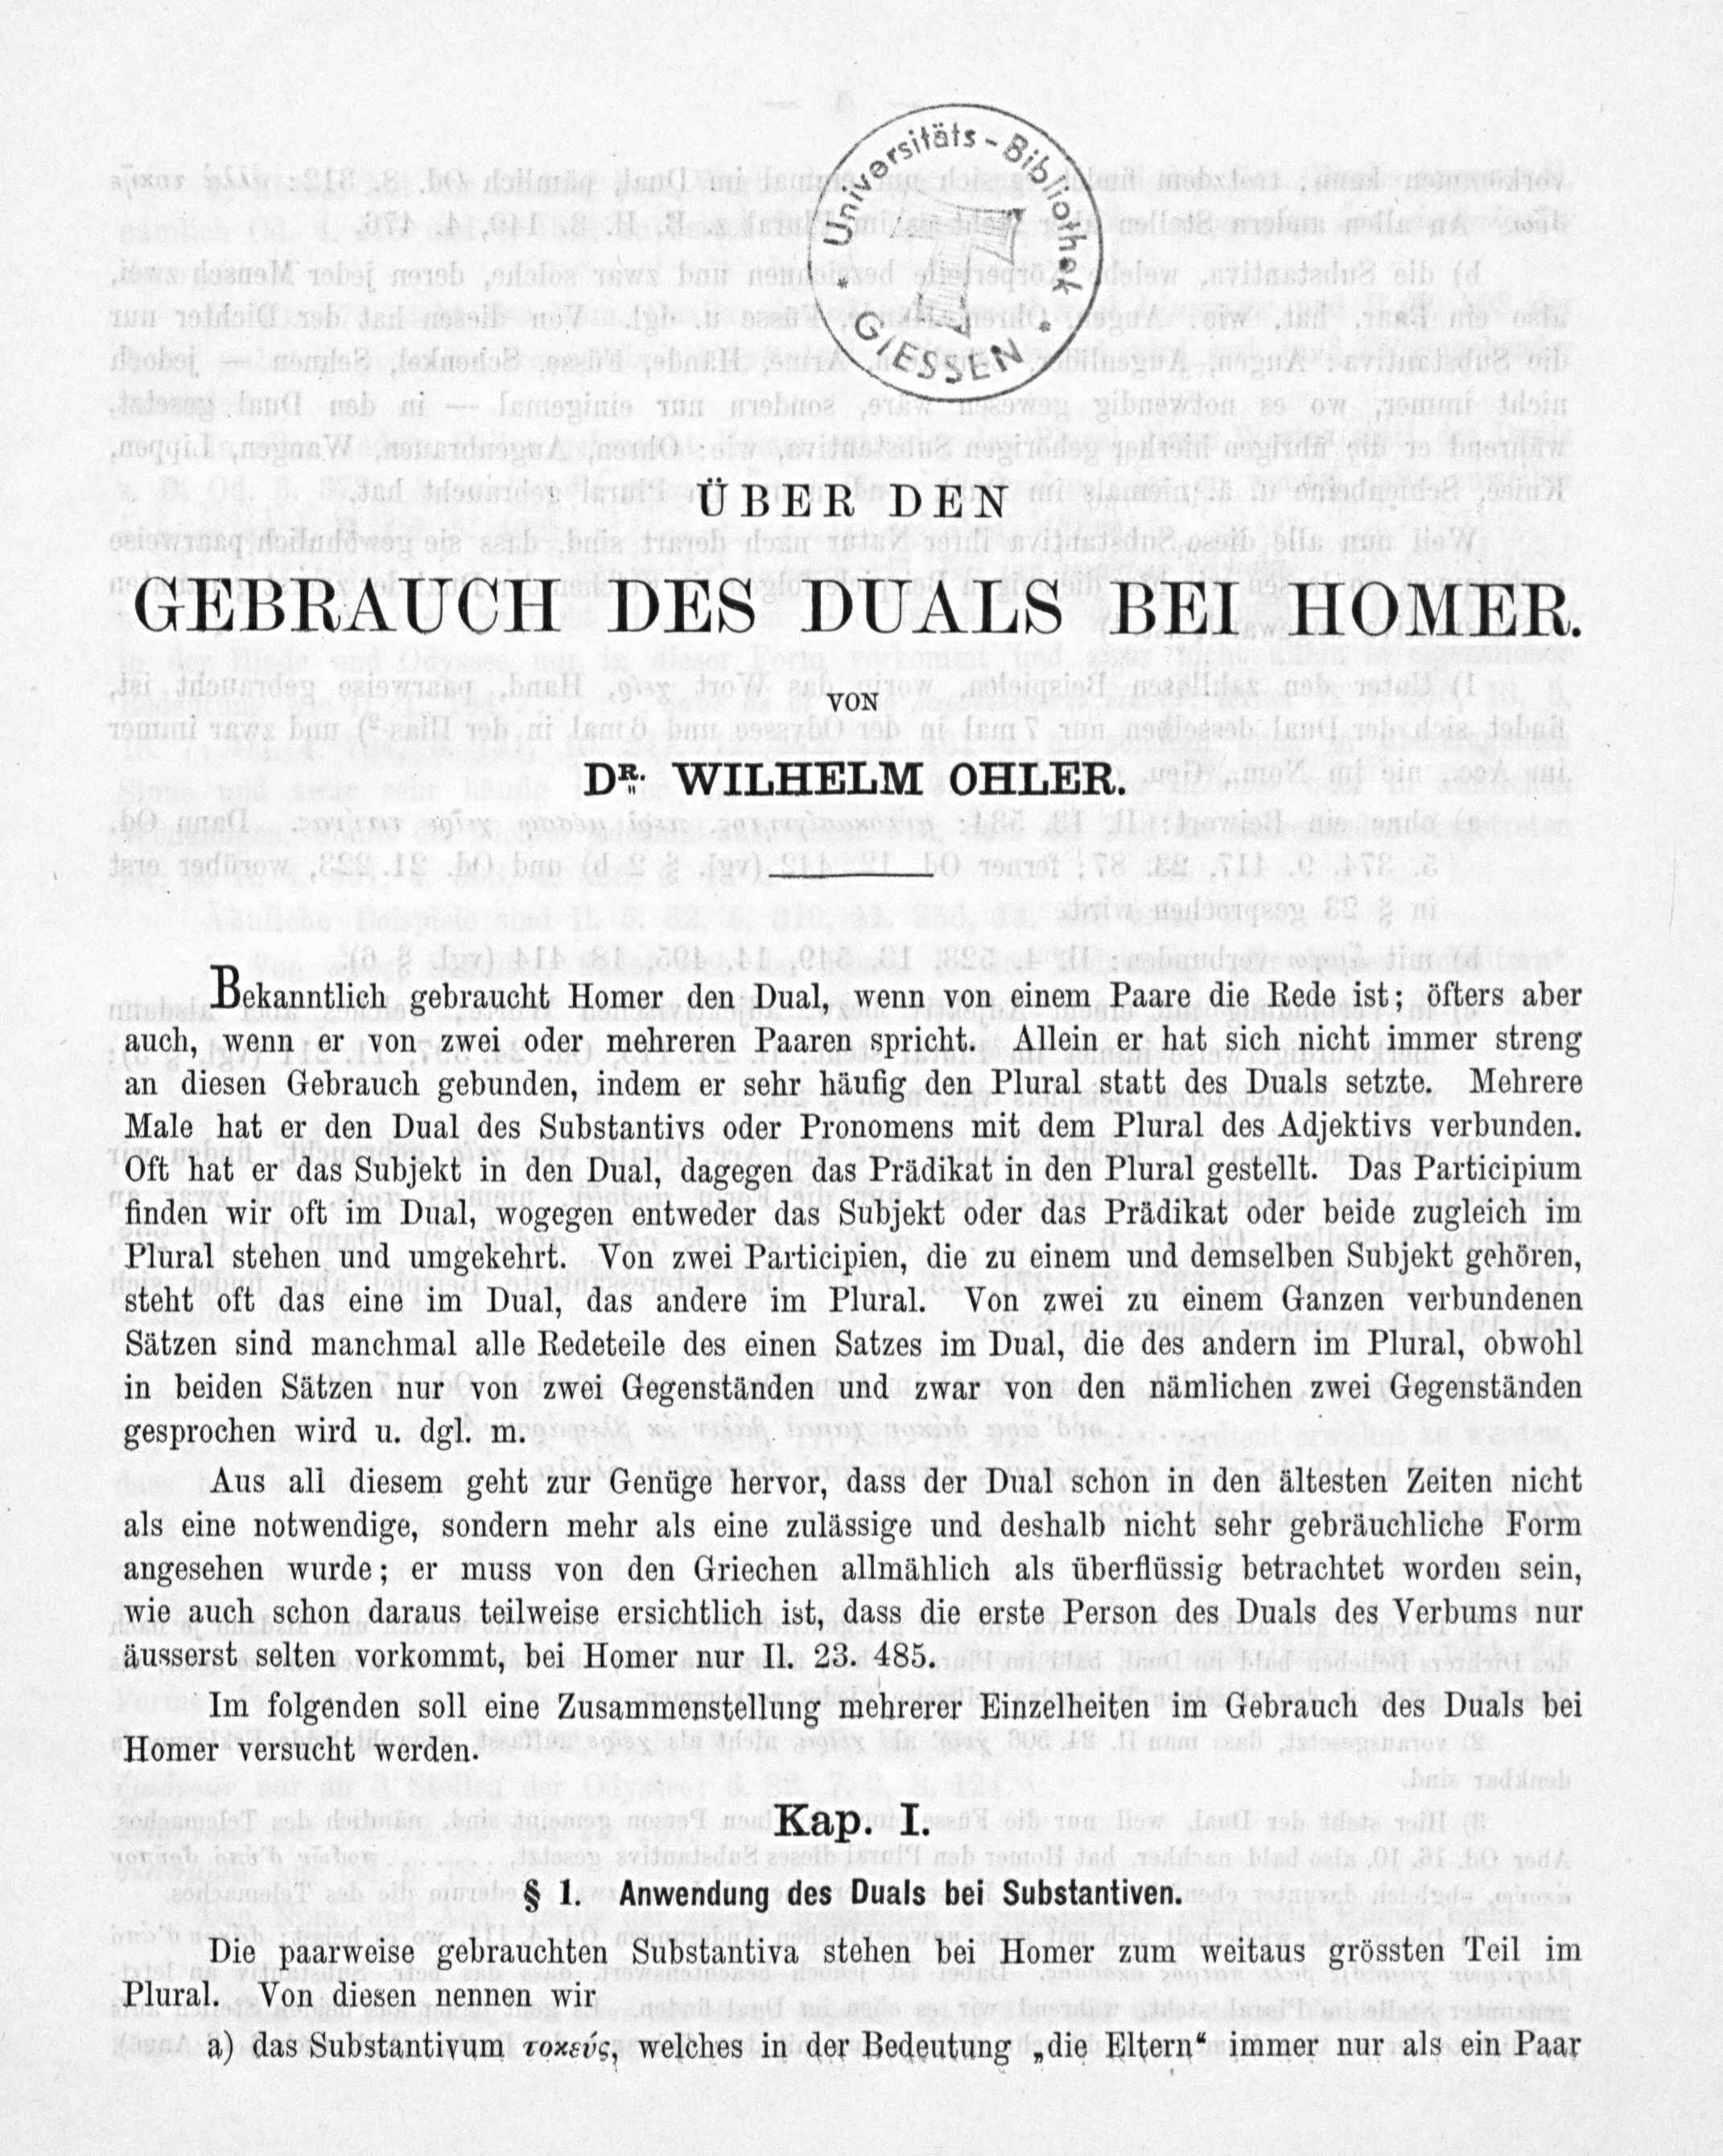 Universitäts-Bibliothek
* GIESSEN *
ÜBER DEN
GEBRAUCH DES DUALS BEI HOMER.
VON
DR. WILHELM OHLER.
Bekanntlich gebraucht Homer den Dual, wenn von einem Paare die Rede ist; öfters aber
auch, wenn er von zwei oder mehreren Paaren spricht. Allein er hat sich nicht immer streng
an diesen Gebrauch gebunden, indem er sehr häufig den Plural statt des Duals setzte. Mehrere
Male hat er den Dual des Substantivs oder Pronomens mit dem Plural des Adjektivs verbunden.
Oft hat er das Subjekt in den Dual, dagegen das Prädikat in den Plural gestellt. Das Participium
finden wir oft im Dual, wogegen entweder das Subjekt oder das Prädikat oder beide zugleich im
Plural stehen und umgekehrt. Von zwei Participien, die zu einem und demselben Subjekt gehören,
steht oft das eine im Dual, das andere im Plural. Von zwei zu einem Ganzen verbundenen
Sätzen sind manchmal alle Redeteile des einen Satzes im Dual, die des andern im Plural, obwohl
in beiden Sätzen nur von zwei Gegenständen und zwar von den nämlichen zwei Gegenständen
gesprochen wird u. dgl. m.
Aus all diesem geht zur Genüge hervor, dass der Dual schon in den ältesten Zeiten nicht
als eine notwendige, sondern mehr als eine zulässige und deshalb nicht sehr gebräuchliche Form
angesehen wurde; er muss von den Griechen allmählich als überflüssig betrachtet worden sein,
wie auch schon daraus teilweise ersichtlich ist, dass die erste Person des Duals des Verbums nur
äusserst selten vorkommt, bei Homer nur Il. 23. 485.
Im folgenden soll eine Zusammenstellung mehrerer Einzelheiten im Gebrauch des Duals bei
Homer versucht werden.
Kap. I.
§ 1. Anwendung des Duals bei Substantiven.
Die paarweise gebrauchten Substantiva stehen bei Homer zum weitaus grössten Teil im
Plural. Von diesen nennen wir
a) das Substantivum τοκεύς, welches in der Bedeutung „die Eltern“ immer nur als ein Paar